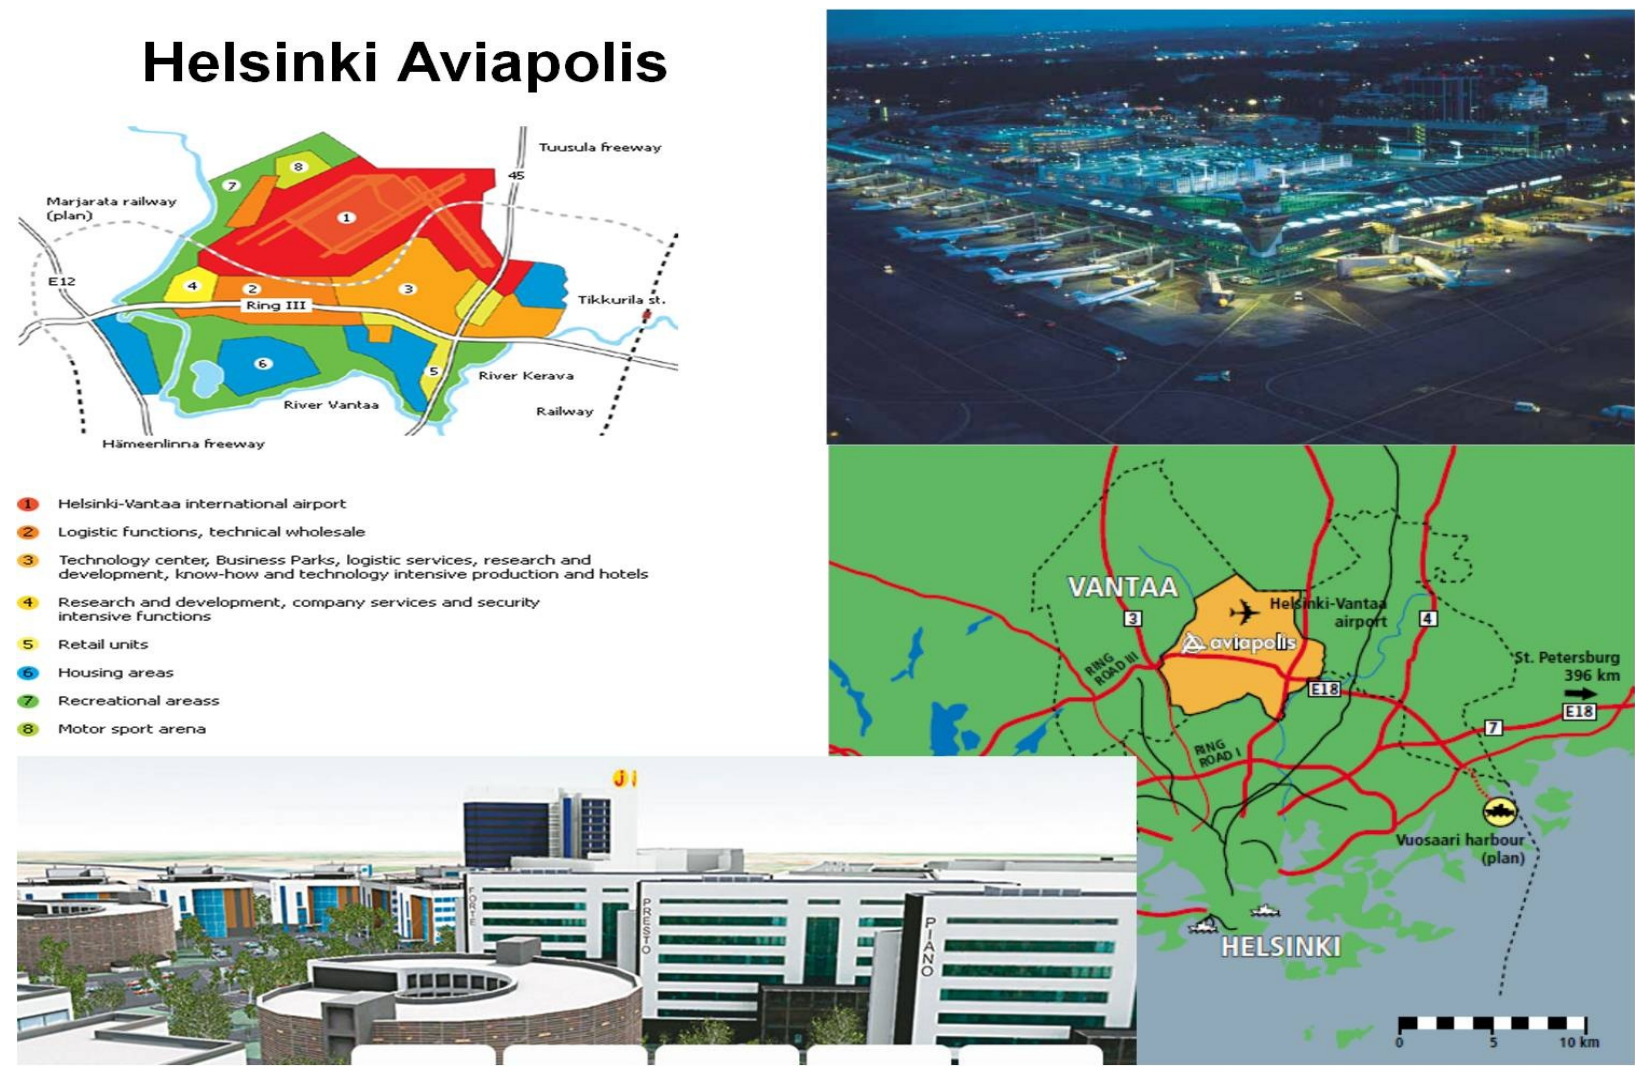 Helsinki Aviapolis
Tuusula freeway
45
Marjarata railway
(plan)
8
7
1
E12
4
2
3
Ring III
Tikkurila st.
6
5
River Kerava
River Vantaa
Railway
Hämeenlinna freeway
1 Helsinki-Vantaa international airport
2 Logistic functions, technical wholesale
3 Technology center, Business Parks, logistic services, research and
development, know-how and technology intensive production and hotels
4 Research and development, company services and security
intensive functions
5 Retail units
6 Housing areas
7 Recreational areass
8 Motor sport arena
VANTAA
Helsinki-Vantaa
airport
3
4
aviapolis
RING
ROAD III
St. Petersburg
396 km
E18
E18
7
RING
ROAD I
Vuosaari harbour
(plan)
HELSINKI
0 5 10 km
J
FORTE
PRESTO
PIANO